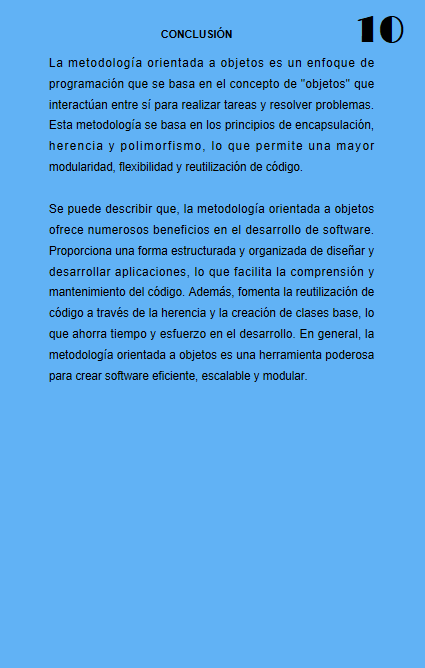 10
CONCLUSIÓN
La metodología orientada a objetos es un enfoque de
programación que se basa en el concepto de "objetos" que
interactúan entre sí para realizar tareas y resolver problemas.
Esta metodología se basa en los principios de encapsulación,
herencia y polimorfismo, lo que permite una mayor
modularidad, flexibilidad y reutilización de código.
Se puede describir que, la metodología orientada a objetos
ofrece numerosos beneficios en el desarrollo de software.
Proporciona una forma estructurada y organizada de diseñar y
desarrollar aplicaciones, lo que facilita la comprensión y
mantenimiento del código. Además, fomenta la reutilización de
código a través de la herencia y la creación de clases base, lo
que ahorra tiempo y esfuerzo en el desarrollo. En general, la
metodología orientada a objetos es una herramienta poderosa
para crear software eficiente, escalable y modular.